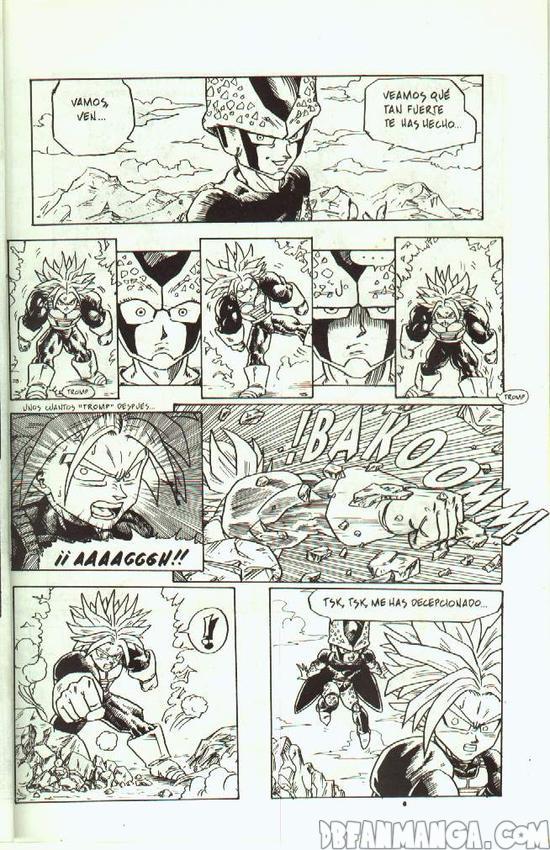 VAMOS,
VEN...
VEAMOS QUÉ
TAN FUERTE
TE HAS HECHO...
TROMP
TROMP
UNOS CUANTOS "TROMP" DESPUÉS...
¡¡ AAAAGGGH!!
¡BAKOOMM!
!
TSK, TSK, ME HAS DECEPCIONADO...
DBFANMANGA.COM